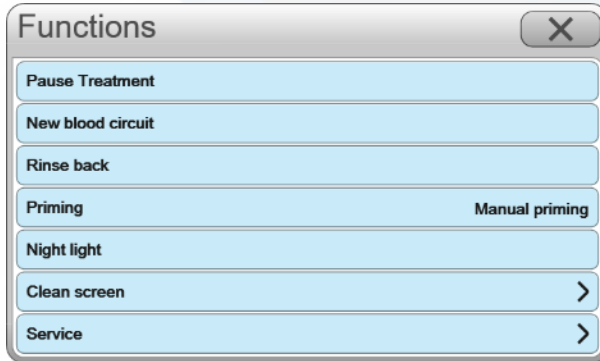 Functions
Pause Treatment
New blood circuit
Rinse back
Priming Manual priming
Night light
Clean screen
Service